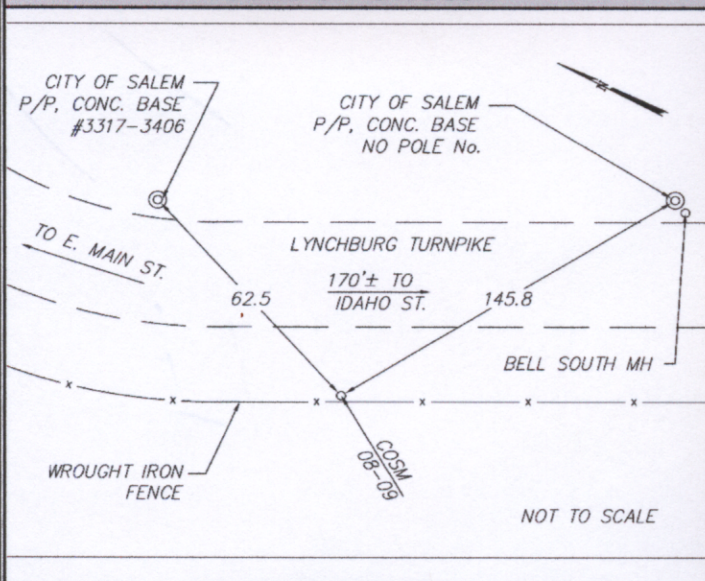 CITY OF SALEM
P/P, CONC. BASE
#3317-3406
CITY OF SALEM
P/P, CONC. BASE
NO POLE No.
N
LYNCHBURG TURNPIKE
TO E. MAIN ST.
170'± TO
IDAHO ST.
62.5
145.8
BELL SOUTH MH
x x x x x x
COSM
08-09
WROUGHT IRON
FENCE
NOT TO SCALE